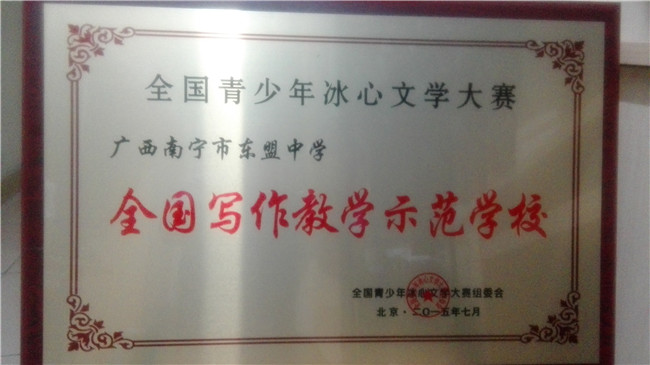 全国青少年冰心文学大赛
广西南宁市东盟中学
全国写作教学示范学校
全国青少年冰心文学大赛组委会
北京·二〇一五年七月